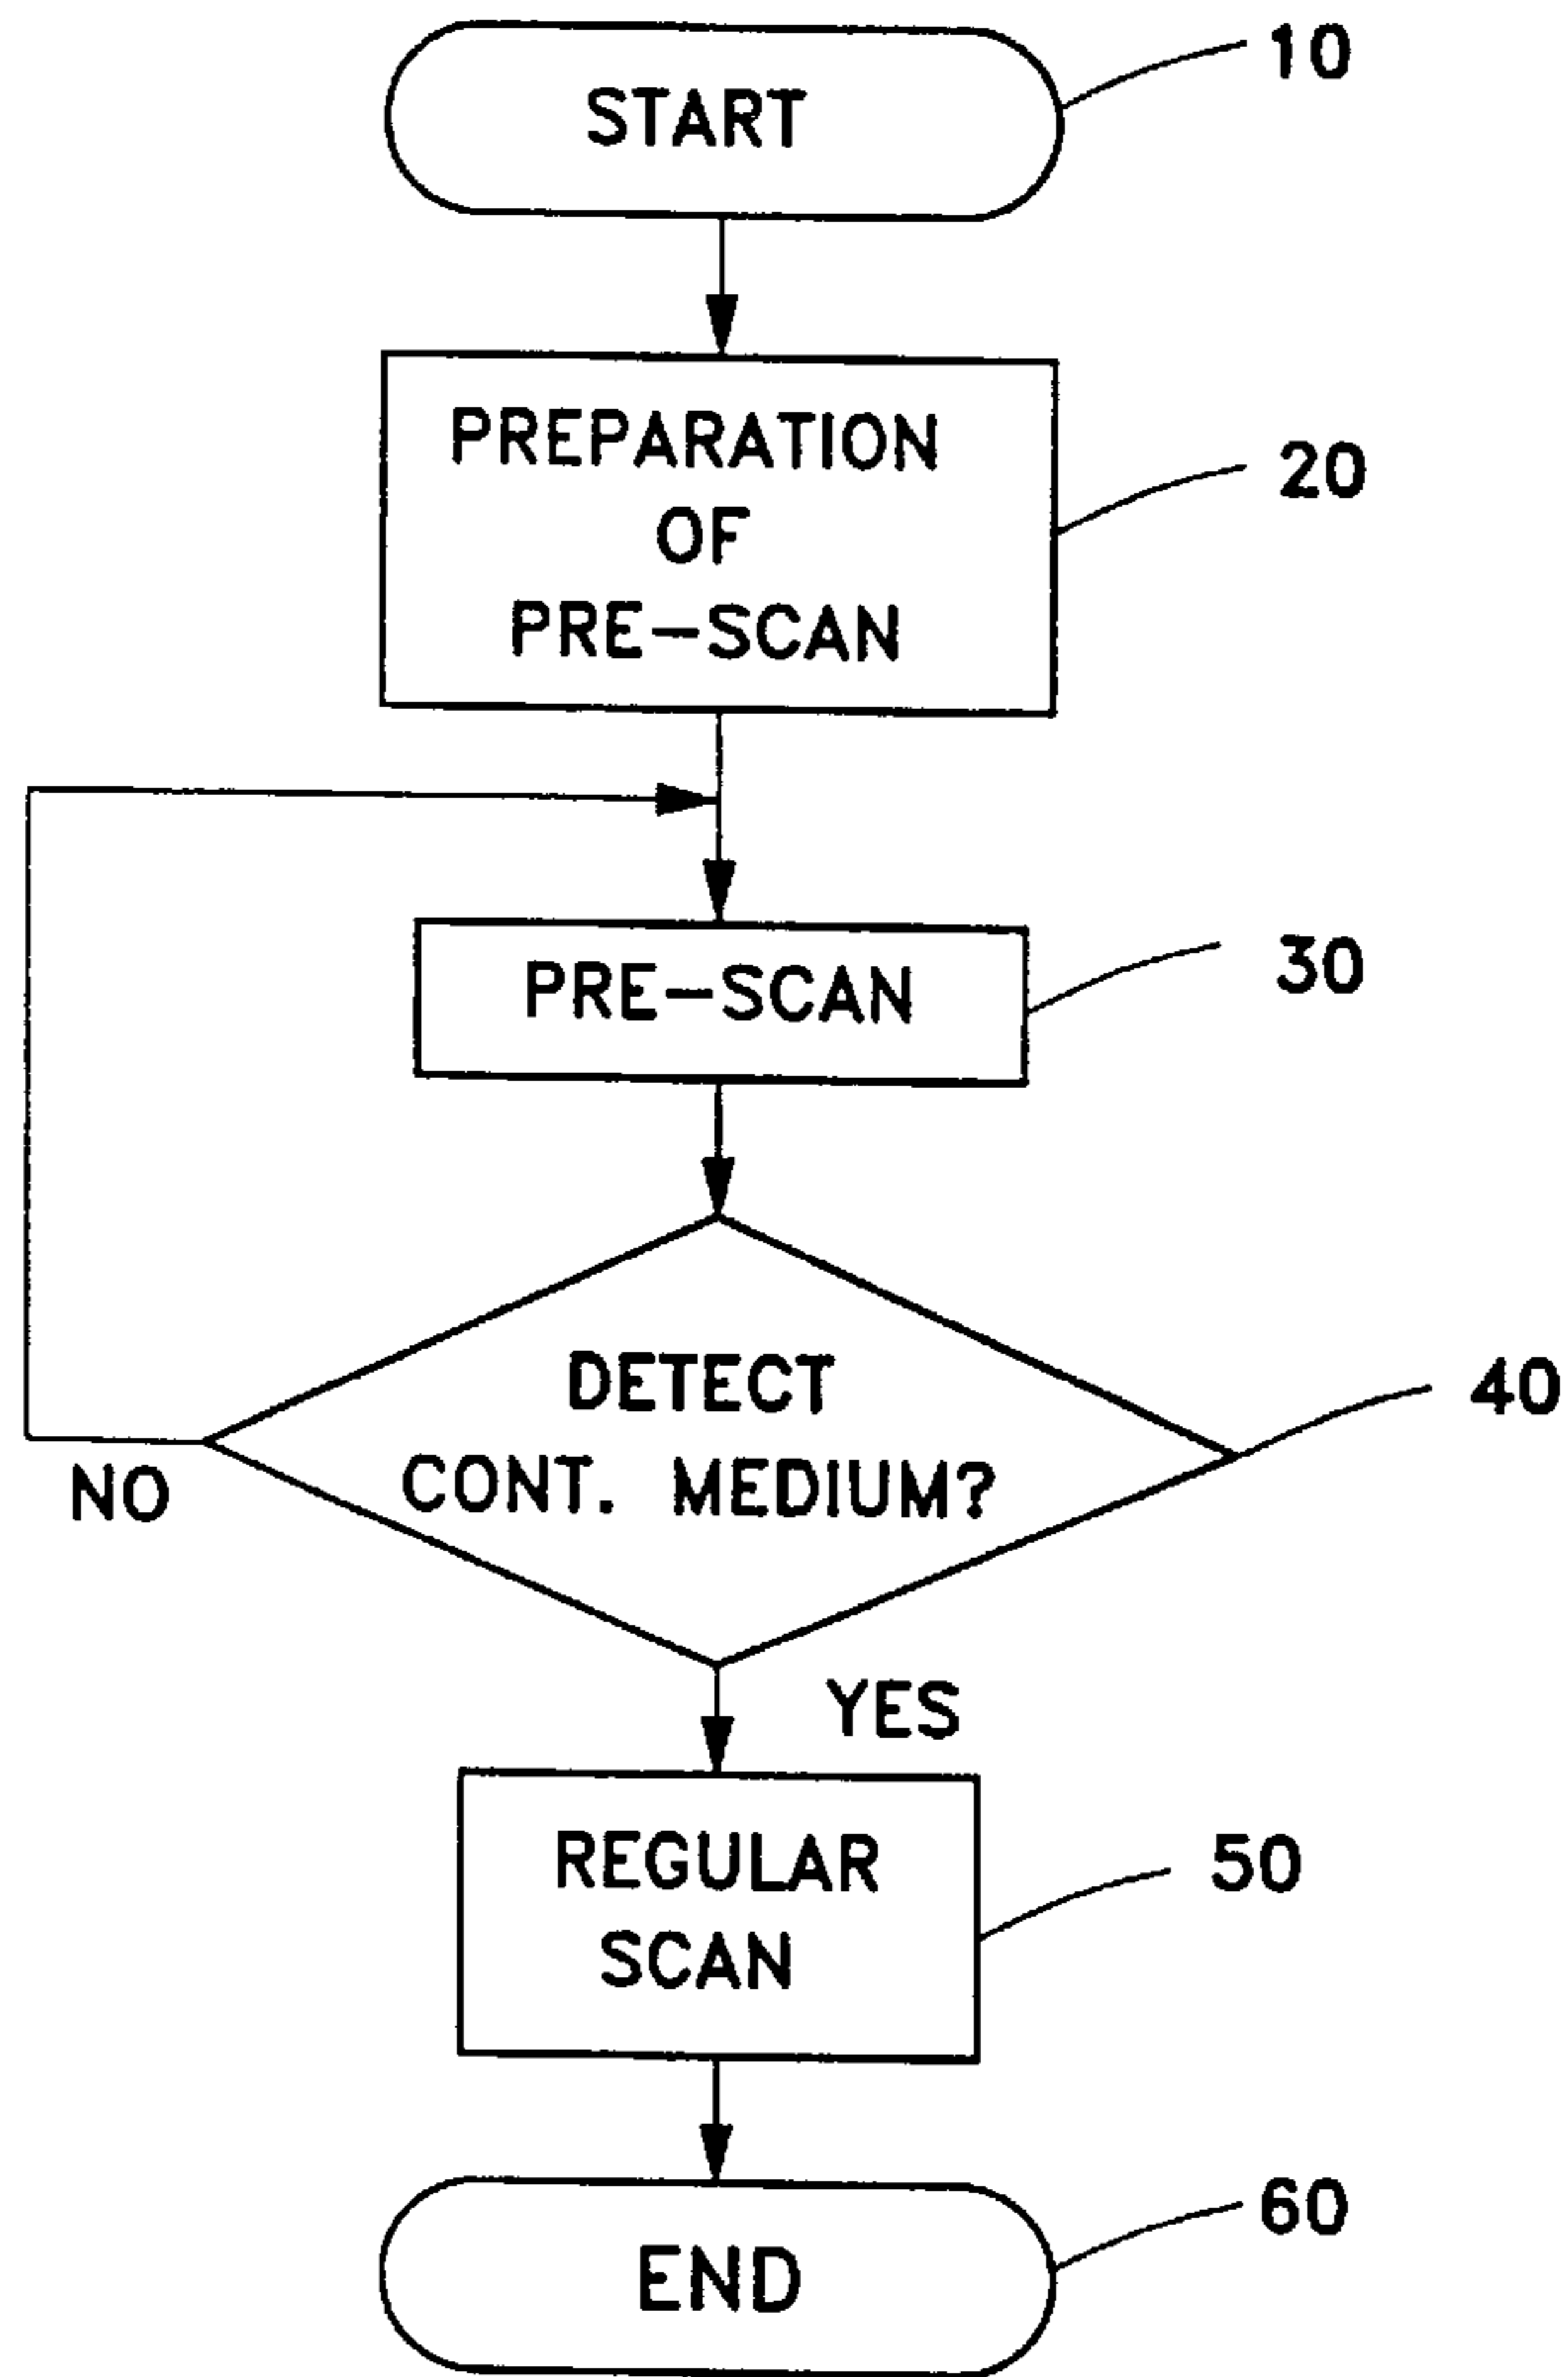 START
10
PREPARATION
OF
PRE-SCAN
20
PRE-SCAN
30
DETECT
CONT. MEDIUM?
40
NO
YES
REGULAR
SCAN
50
END
60